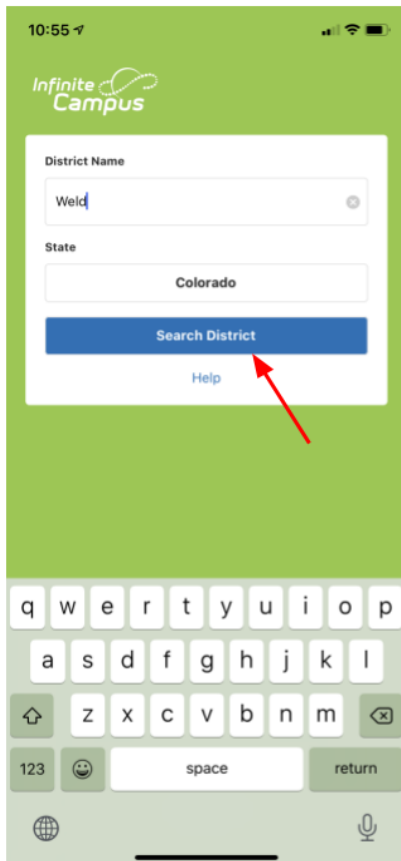 10:55
Infinite
Campus
District Name
Weld
State
Colorado
Search District
Help
q w e r t y u i o p
a s d f g h j k l
z x c v b n m
123 space return